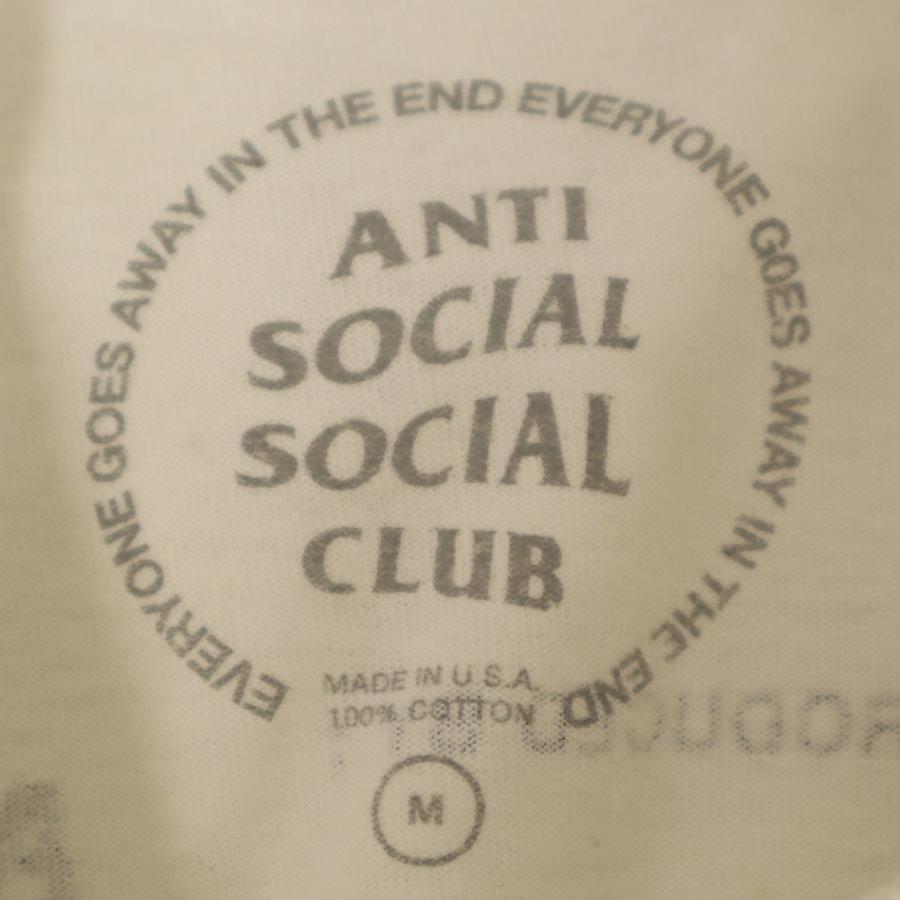 EVERYONE GOES AWAY IN THE END EVERYONE GOES AWAY IN THE END
ANTI
SOCIAL
SOCIAL
CLUB
MADE IN U.S.A.
100% COTTON
M